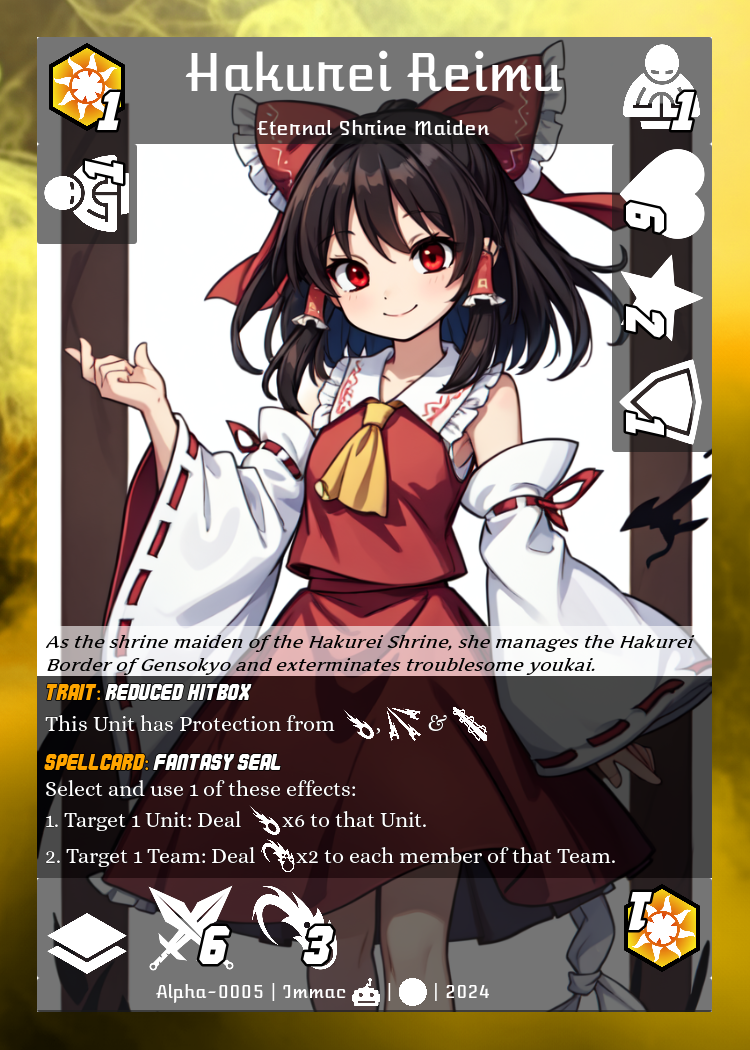 Hakurei Reimu
Eternal Shrine Maiden
1
1
1
6
2
1
As the shrine maiden of the Hakurei Shrine, she manages the Hakurei
Border of Gensokyo and exterminates troublesome youkai.
TRAIT: REDUCED HITBOX
This Unit has Protection from , &
SPELLCARD: FANTASY SEAL
Select and use 1 of these effects:
1. Target 1 Unit: Deal x6 to that Unit.
2. Target 1 Team: Deal x2 to each member of that Team.
6
3
1
Alpha-0005 | Immac | | 2024